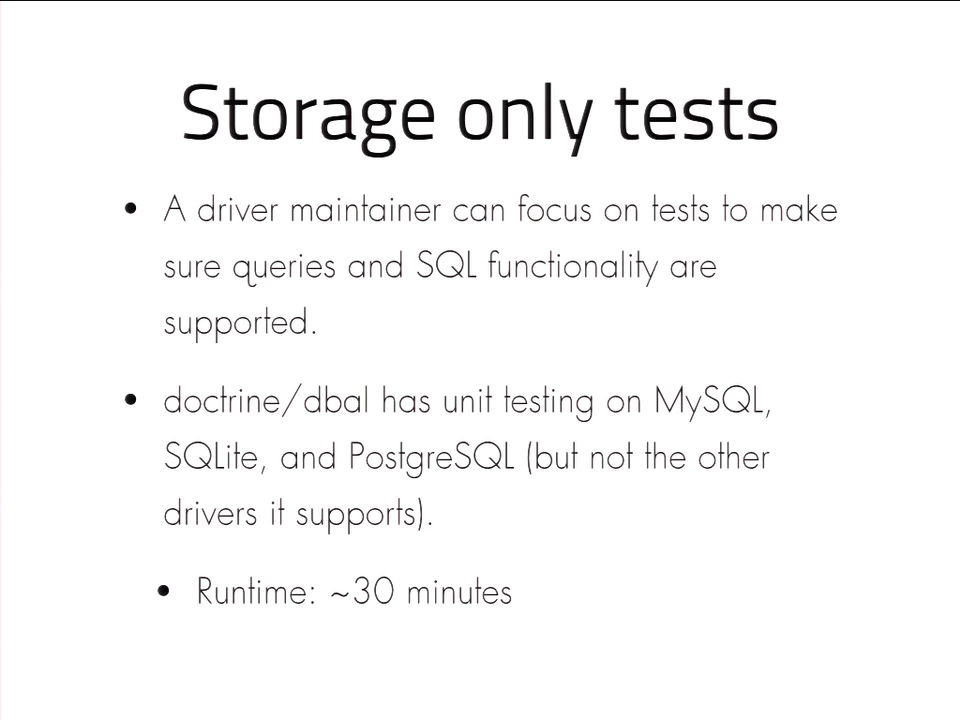 Storage only tests
• A driver maintainer can focus on tests to make
sure queries and SQL functionality are
supported.
• doctrine/dbal has unit testing on MySQL,
SQLite, and PostgreSQL (but not the other
drivers it supports).
• Runtime: ~30 minutes